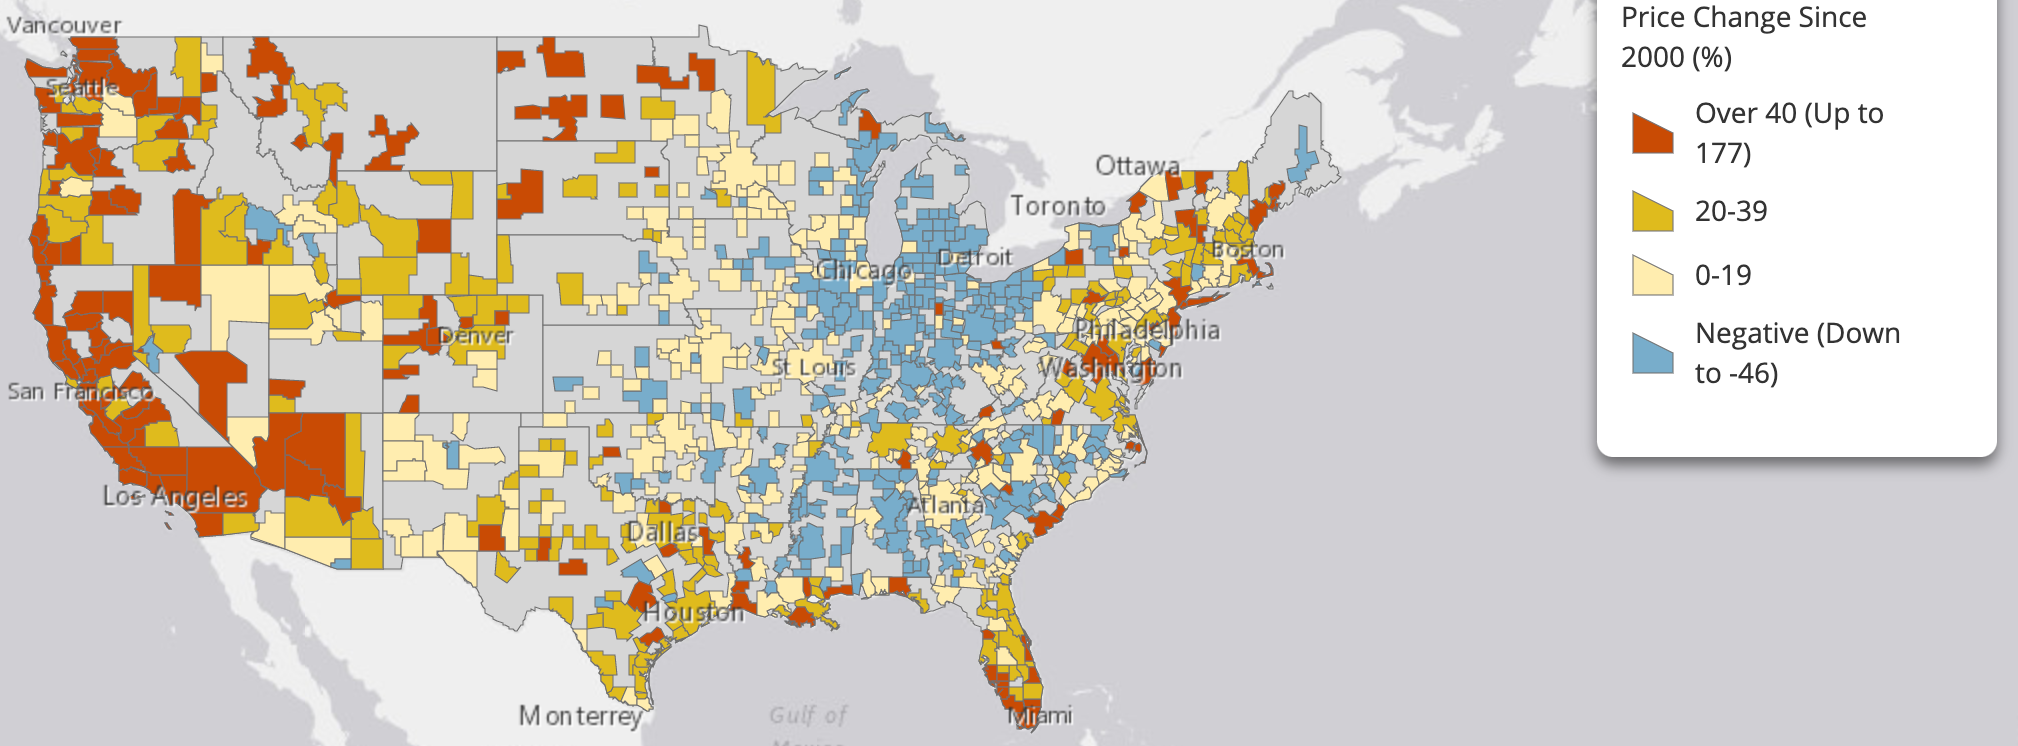 Vancouver
Seattle
Ottawa
Toronto
Boston
Detroit
Chicago
Philadelphia
Denver
St Louis
Washington
San Francisco
Los Angeles
Atlanta
Dallas
Houston
Monterrey
Gulf of
Mexico
Miami
Price Change Since
2000 (%)
Over 40 (Up to
177)
20-39
0-19
Negative (Down
to -46)